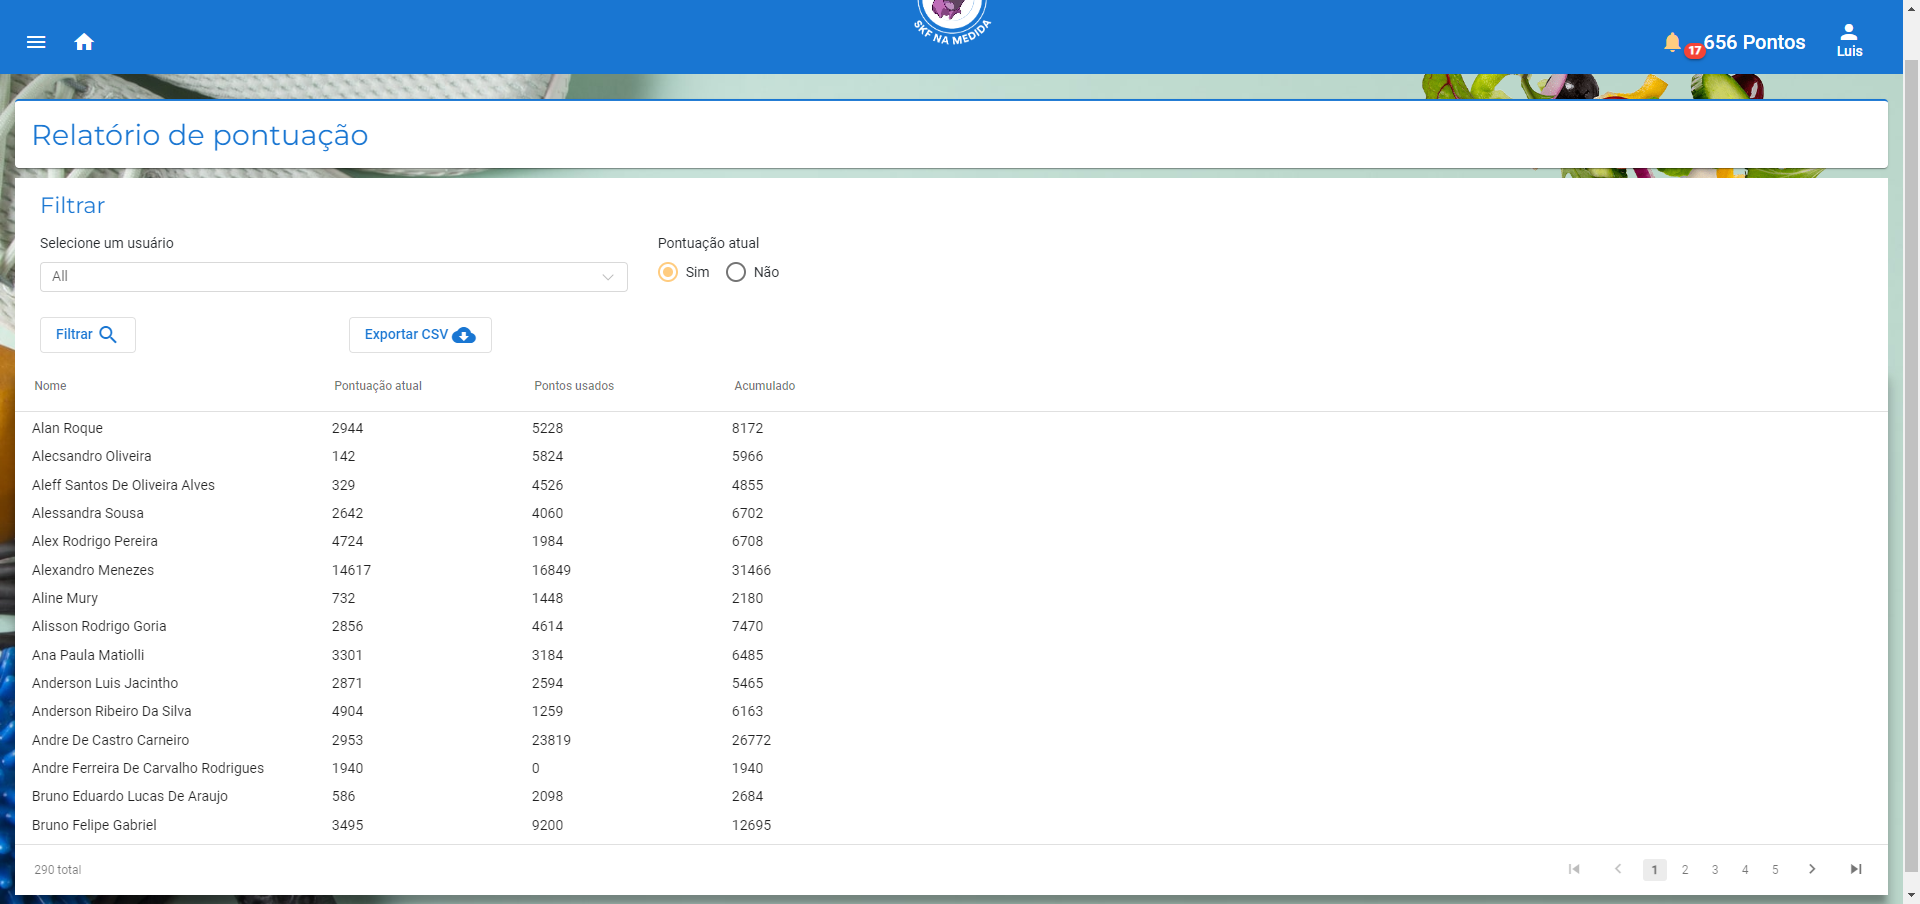 SKF NA MEDIDA
17
656 Pontos
Luis
Relatório de pontuação
Filtrar
Selecione um usuário
Pontuação atual
All
Sim
Não
Filtrar
Exportar CSV
Nome Pontuação atual Pontos usados Acumulado
Alan Roque 2944 5228 8172
Alecsandro Oliveira 142 5824 5966
Aleff Santos De Oliveira Alves 329 4526 4855
Alessandra Sousa 2642 4060 6702
Alex Rodrigo Pereira 4724 1984 6708
Alexandro Menezes 14617 16849 31466
Aline Mury 732 1448 2180
Alisson Rodrigo Goria 2856 4614 7470
Ana Paula Matiolli 3301 3184 6485
Anderson Luis Jacintho 2871 2594 5465
Anderson Ribeiro Da Silva 4904 1259 6163
Andre De Castro Carneiro 2953 23819 26772
Andre Ferreira De Carvalho Rodrigues 1940 0 1940
Bruno Eduardo Lucas De Araujo 586 2098 2684
Bruno Felipe Gabriel 3495 9200 12695
290 total
1 2 3 4 5